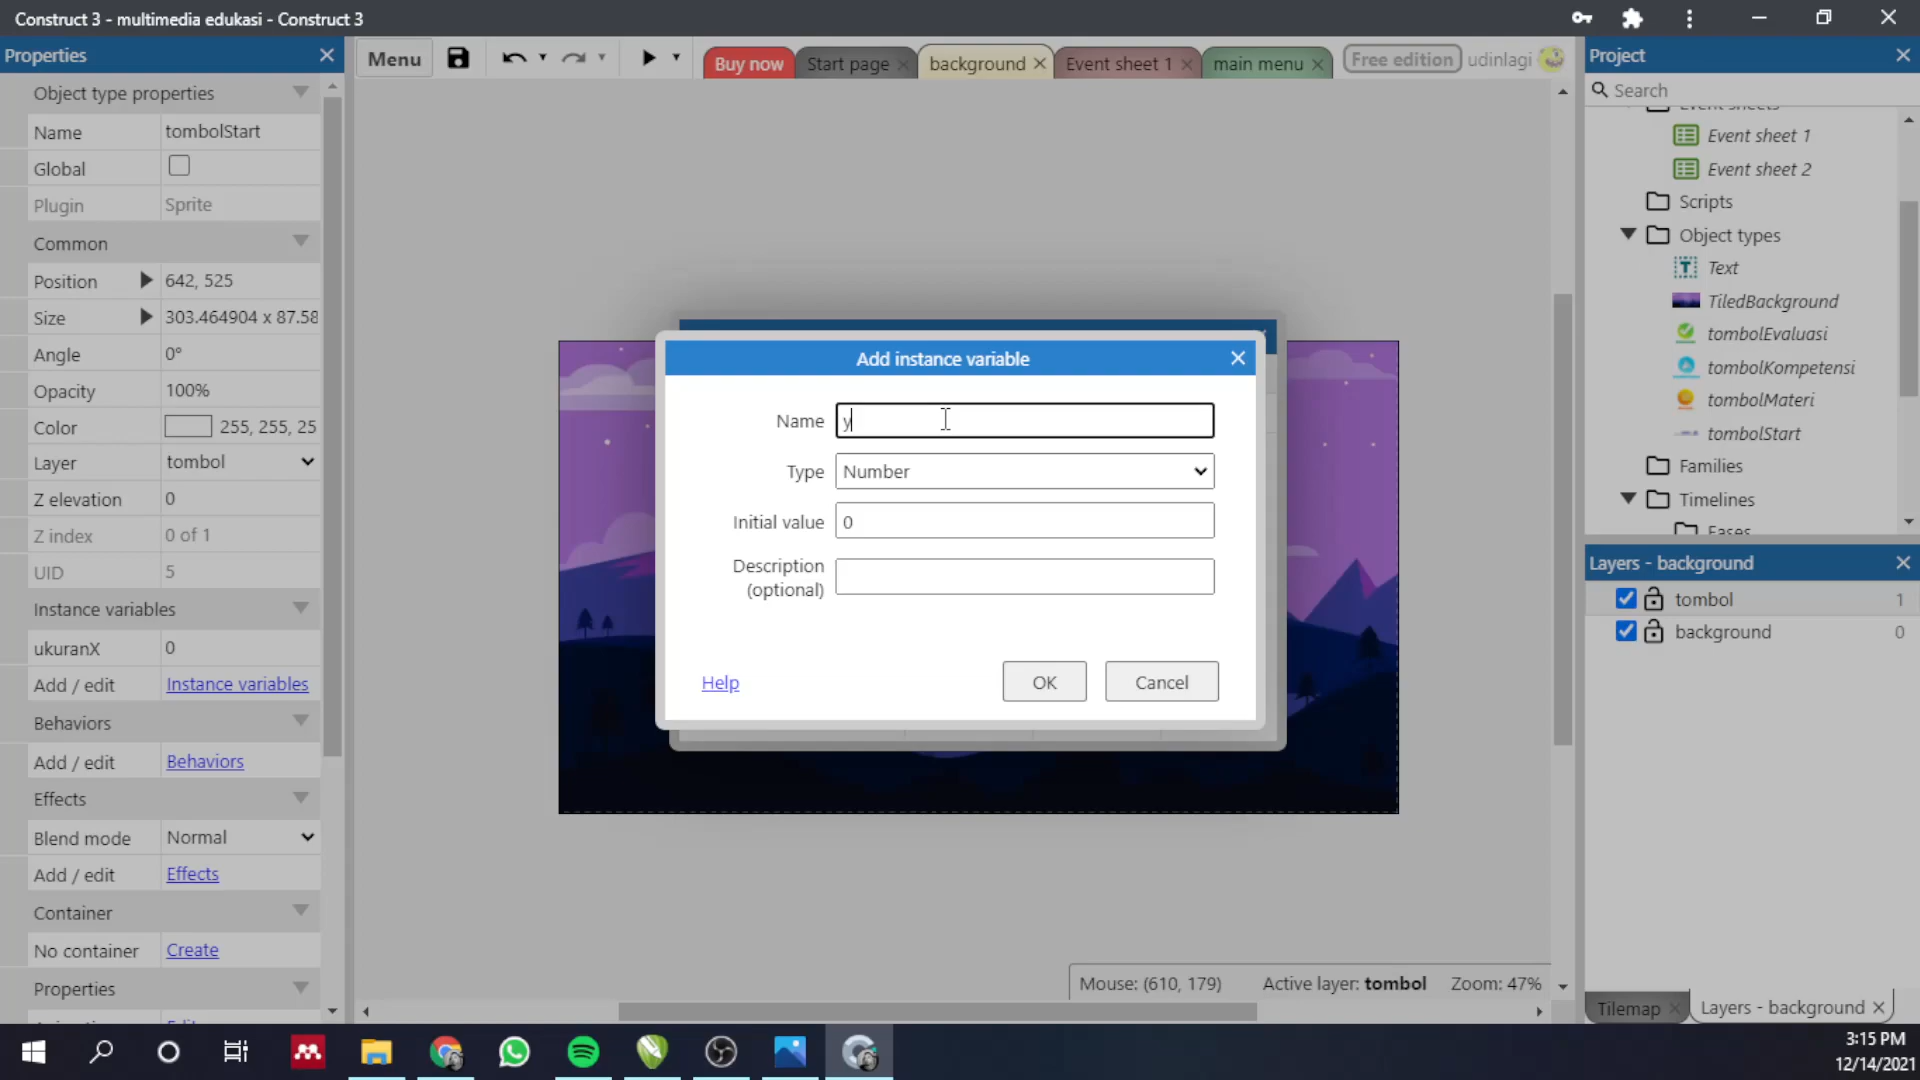 Construct 3 - multimedia edukasi - Construct 3
Properties
Object type properties
Name tombolStart
Global
Plugin Sprite
Common
Position 642, 525
Size 303.464904 x 87.58
Angle 0°
Opacity 100%
Color 255, 255, 25
Layer tombol
Z elevation 0
Z index 0 of 1
UID 5
Instance variables
ukuranX 0
Add / edit Instance variables
Behaviors
Add / edit Behaviors
Effects
Blend mode Normal
Add / edit Effects
Container
No container Create
Properties
Menu
Buy now
Start page
background
Event sheet 1
main menu
Free edition
udinlagi
Add instance variable
Name y
Type Number
Initial value 0
Description
(optional)
Help
OK
Cancel
Mouse: (610, 179) Active layer: tombol Zoom: 47%
Project
Search
Event sheets
Event sheet 1
Event sheet 2
Scripts
Object types
Text
TiledBackground
tombolEvaluasi
tombolKompetensi
tombolMateri
tombolStart
Families
Timelines
Eases
Layers - background
tombol 1
background 0
Tilemap
Layers - background
3:15 PM
12/14/2021